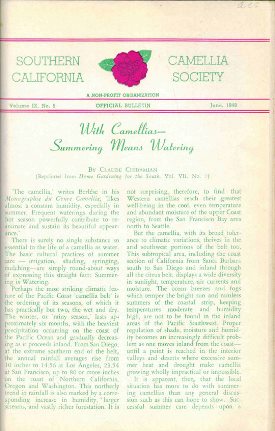 SOUTHERN CALIFORNIA
CAMELLIA SOCIETY
A NON-PROFIT ORGANIZATION
Volume IX, No. 6 OFFICIAL BULLETIN June, 1948
With Camellias—
Summering Means Watering
By Claude Chidamian
(Reprinted from Home Gardening for the South, Vol. VII, No. 7)
"The camellia," writes Berlèse in his
Monographie du Genre Camellia, "likes
almost a constant humidity, especially in
summer. Frequent waterings during the
hot season powerfully contribute to
animate and sustain its beautiful appear-
ance."
There is surely no single substance so
essential to the life of a camellia as water.
The basic cultural practices of summer
care — irrigation, shading, syringing,
mulching—are simply round-about ways
of expressing this straight fact: Summer-
ing is Watering.
Perhaps the most striking climatic fea-
ture of the Pacific Coast "camellia belt" is
the ordering of its seasons, of which it
has practically but two, the wet and dry.
The winter, or rainy season, lasts ap-
proximately six months, with the heaviest
precipitation occurring on the coast of
the Pacific Ocean and gradually decreas-
ing as it proceeds inland. From San Diego,
at the extreme southern end of the belt,
the annual rainfall averages rise from
10 inches to 14.56 in Los Angeles, 23.36
at San Francisco, up to 80 or more inches
on the coast of Northern California,
Oregon and Washington. This northerly
trend in rainfall is also marked by a corre-
sponding increase in humidity, longer
winters, and vastly richer forestation. It is
not surprising, therefore, to find that
Western camellias reach their greatest
well-being in the cool, even temperature
and abundant moisture of the upper Coast
region, from the San Francisco Bay area
north to Seattle.
But the camellia, with its broad toler-
ance to climatic variations, thrives in the
arid southwest portions of the belt too.
This subtropical area, including the coast
section of California from Santa Barbara
south to San Diego and inland through
all the citrus belt, displays a wide diversity
in sunlight, temperature, air currents and
moisture. The ocean breezes and fogs
which temper the bright sun and rainless
summers of the coastal strip, keeping
temperatures moderate and humidity
high, are not to be found in the inland
areas of the Pacific Southwest. Proper
regulation of shade, moisture and humid-
ity becomes an increasingly difficult prob-
lem as one moves inland from the coast—
until a point is reached in the interior
valleys and deserts where excessive sum-
mer heat and drought make camellia
growing wholly impractical or inadvisable.
It is apparent, then, that the local
situation has more to do with summer-
ing camellias than any general discus-
sion such as this can hope to show. Suc-
cessful summer care depends upon a